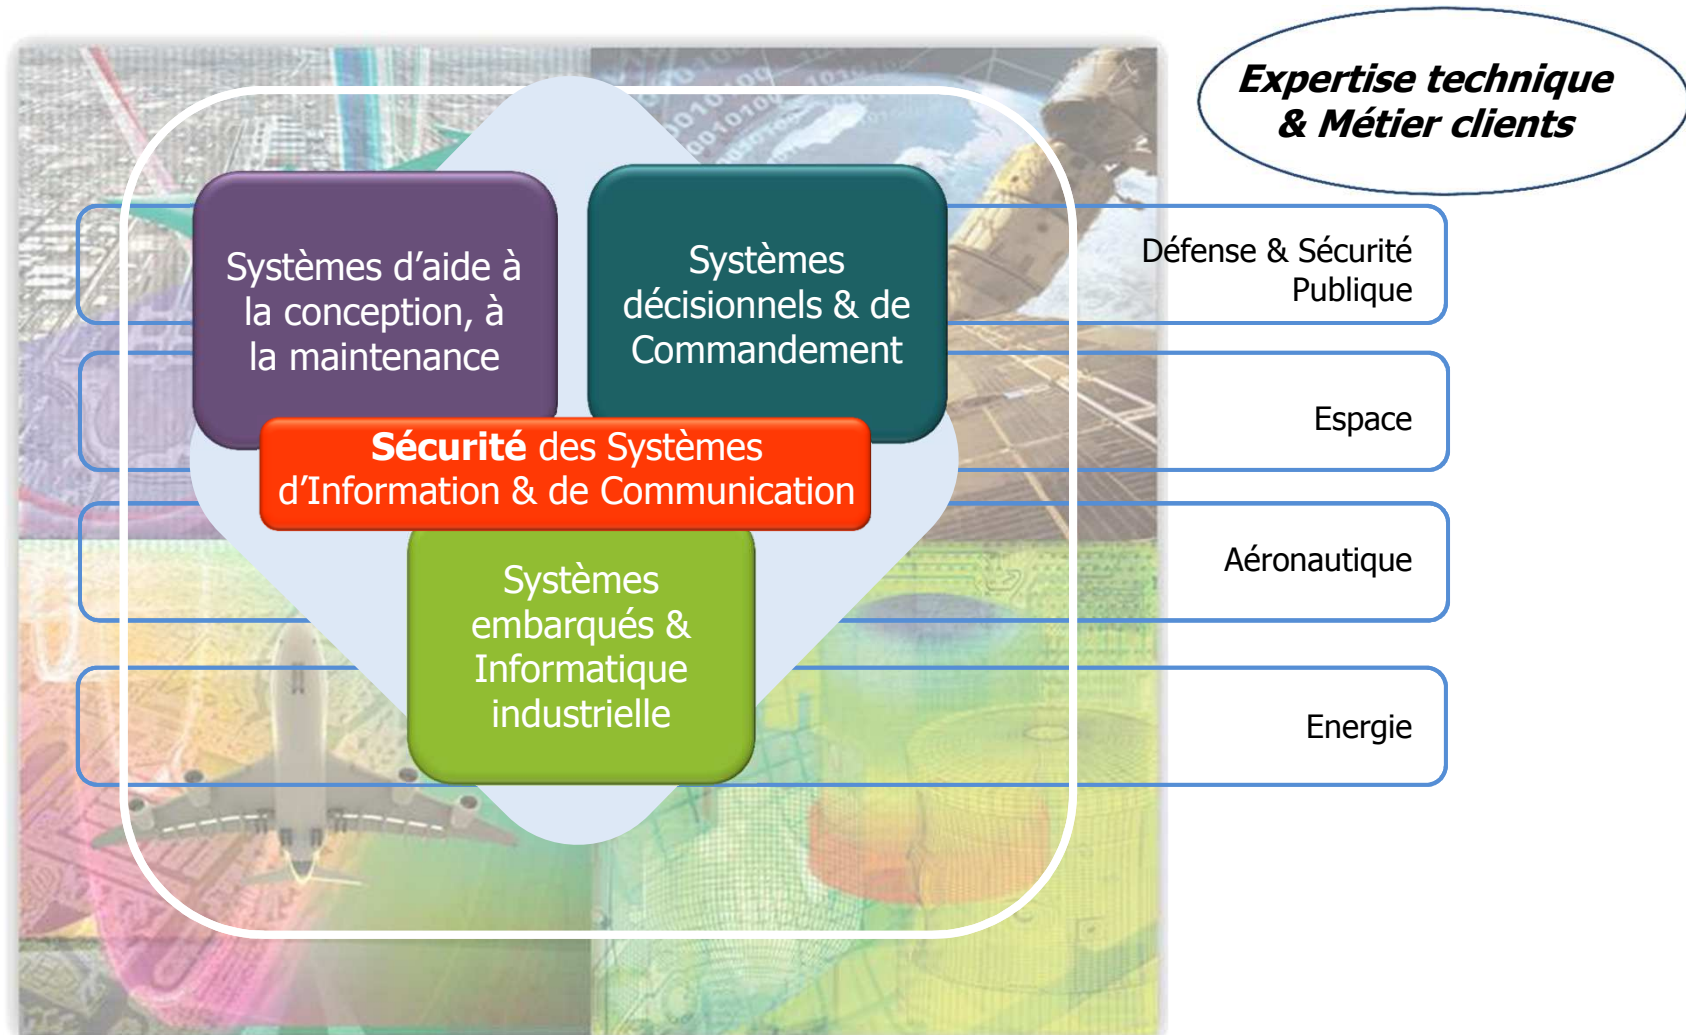 Expertise technique
& Métier clients
Systèmes d’aide à
la conception, à
la maintenance
Systèmes
décisionnels & de
Commandement
Défense & Sécurité
Publique
Espace
Sécurité des Systèmes
d’Information & de Communication
Aéronautique
Systèmes
embarqués &
Informatique
industrielle
Energie